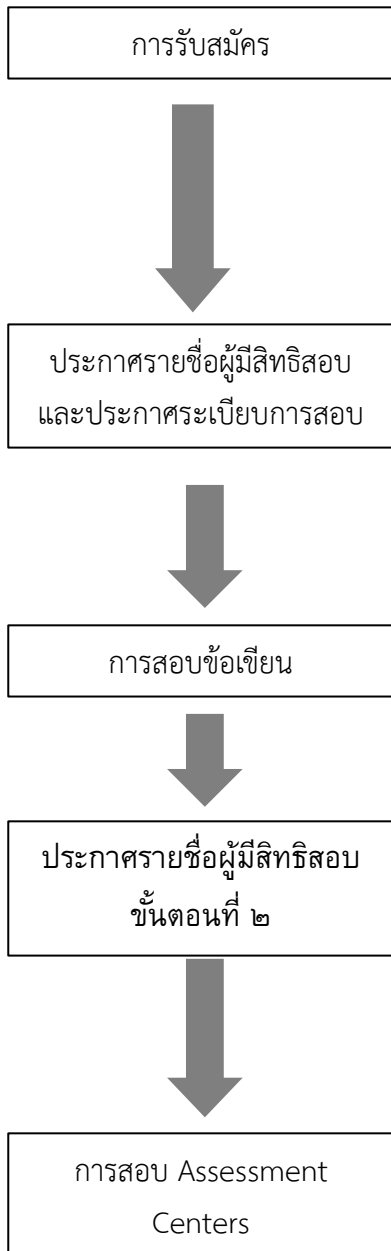 การรับสมัคร
ประกาศรายชื่อผู้มีสิทธิสอบ
และประกาศระเบียบการสอบ
การสอบข้อเขียน
ประกาศรายชื่อผู้มีสิทธิสอบ
ขั้นตอนที่ ๒
การสอบ Assessment
Centers